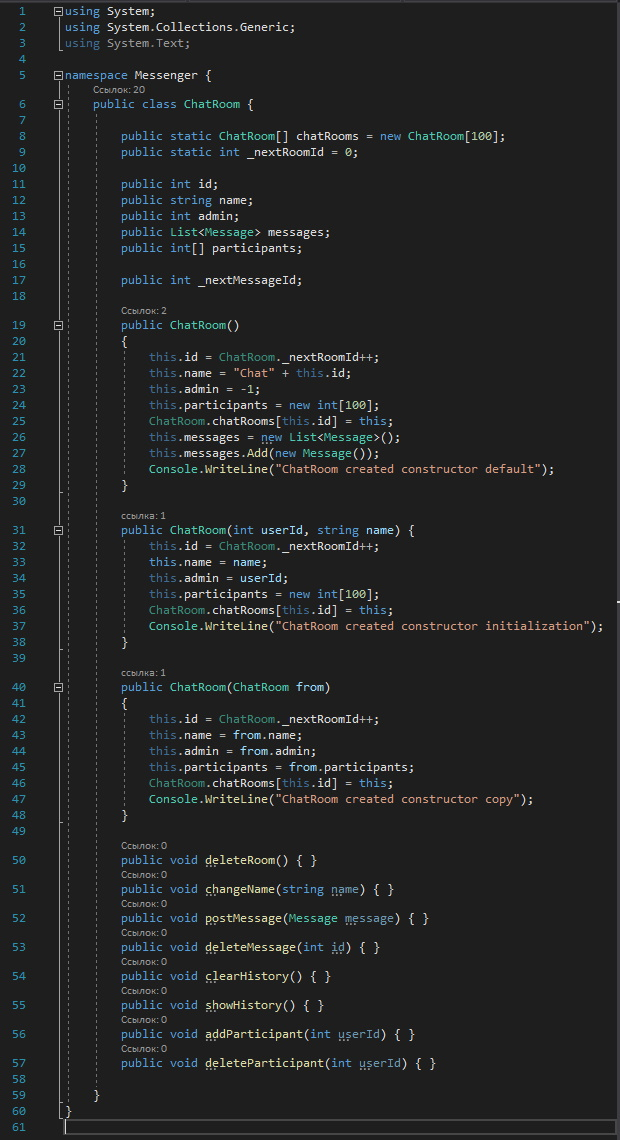 1 using System;
2 using System.Collections.Generic;
3 using System.Text;
4
5 namespace Messenger {
Ссылок: 20
6 public class ChatRoom {
7
8 public static ChatRoom[] chatRooms = new ChatRoom[100];
9 public static int _nextRoomId = 0;
10
11 public int id;
12 public string name;
13 public int admin;
14 public List<Message> messages;
15 public int[] participants;
16
17 public int _nextMessageId;
18
Ссылок: 2
19 public ChatRoom()
20 {
21 this.id = ChatRoom._nextRoomId++;
22 this.name = "Chat" + this.id;
23 this.admin = -1;
24 this.participants = new int[100];
25 ChatRoom.chatRooms[this.id] = this;
26 this.messages = new List<Message>();
27 this.messages.Add(new Message());
28 Console.WriteLine("ChatRoom created constructor default");
29 }
30
ссылка: 1
31 public ChatRoom(int userId, string name) {
32 this.id = ChatRoom._nextRoomId++;
33 this.name = name;
34 this.admin = userId;
35 this.participants = new int[100];
36 ChatRoom.chatRooms[this.id] = this;
37 Console.WriteLine("ChatRoom created constructor initialization");
38 }
39
ссылка: 1
40 public ChatRoom(ChatRoom from)
41 {
42 this.id = ChatRoom._nextRoomId++;
43 this.name = from.name;
44 this.admin = from.admin;
45 this.participants = from.participants;
46 ChatRoom.chatRooms[this.id] = this;
47 Console.WriteLine("ChatRoom created constructor copy");
48 }
49
Ссылок: 0
50 public void deleteRoom() { }
Ссылок: 0
51 public void changeName(string name) { }
Ссылок: 0
52 public void postMessage(Message message) { }
Ссылок: 0
53 public void deleteMessage(int id) { }
Ссылок: 0
54 public void clearHistory() { }
Ссылок: 0
55 public void showHistory() { }
Ссылок: 0
56 public void addParticipant(int userId) { }
Ссылок: 0
57 public void deleteParticipant(int userId) { }
58
59 }
60 }
61